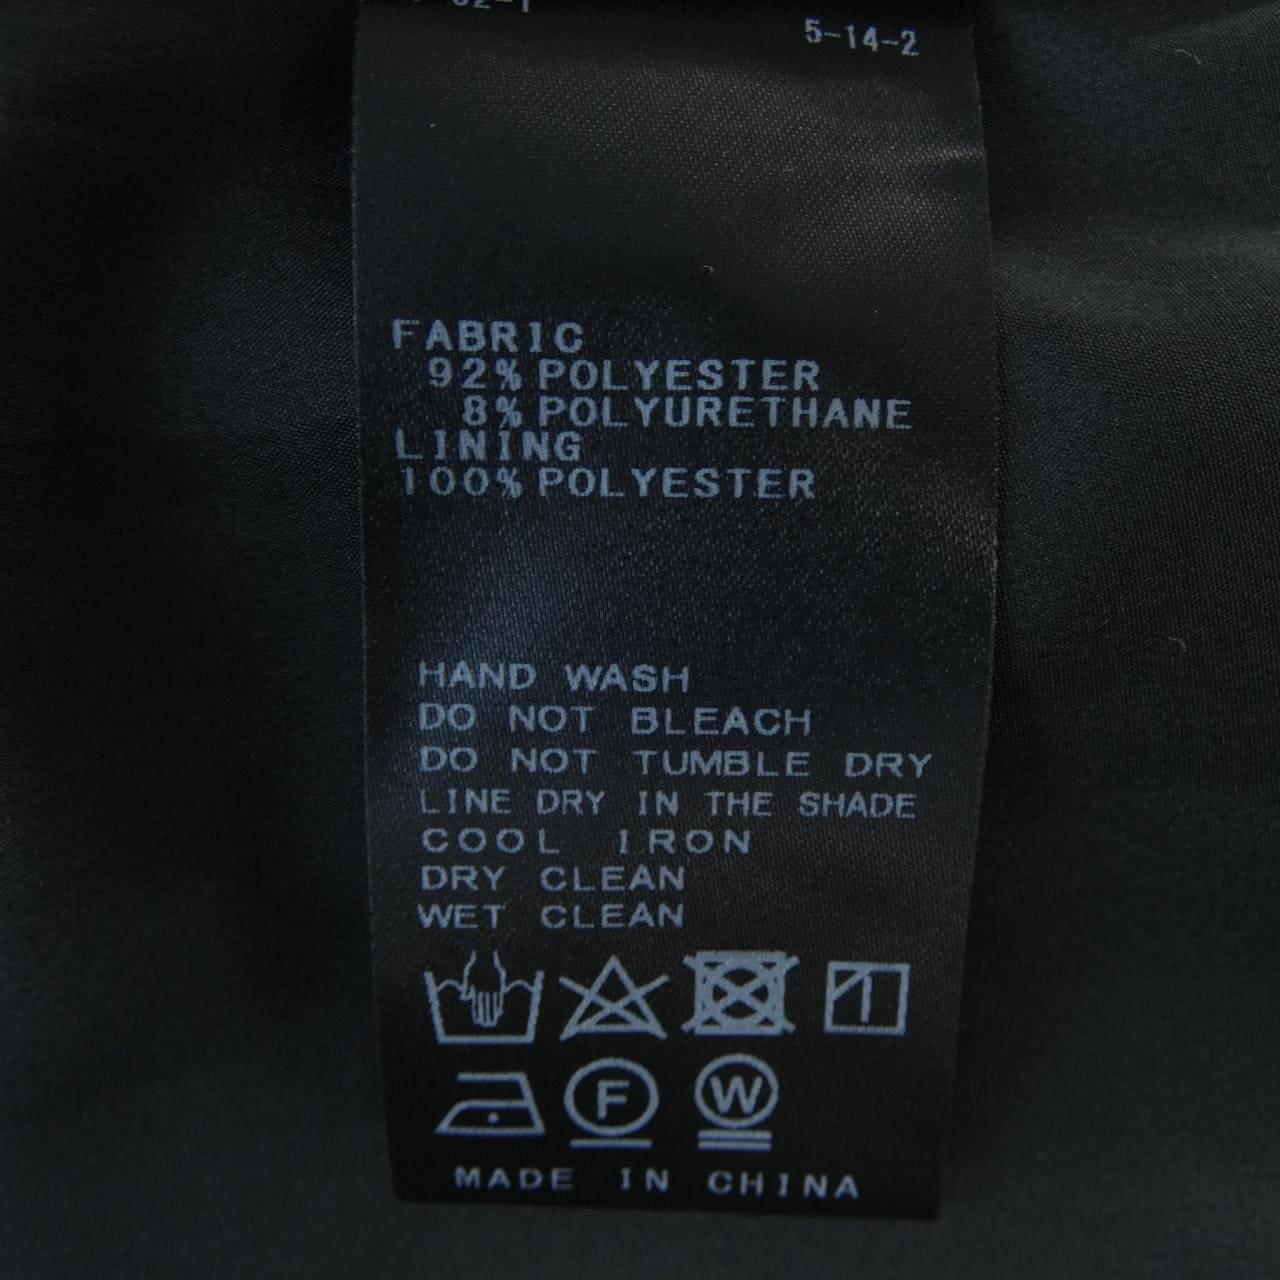 5-14-2
FABRIC
92% POLYESTER
8% POLYURETHANE
LINING
100% POLYESTER
HAND WASH
DO NOT BLEACH
DO NOT TUMBLE DRY
LINE DRY IN THE SHADE
COOL IRON
DRY CLEAN
WET CLEAN
F W
MADE IN CHINA